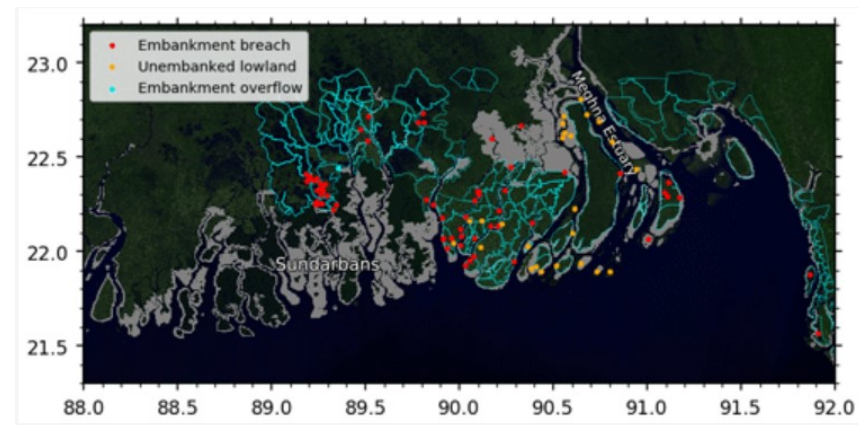 Embankment breach
Unembanked lowland
Embankment overflow
23.0
22.5
22.0
21.5
Meghna Estuary
Sundarbans
88.0 88.5 89.0 89.5 90.0 90.5 91.0 91.5 92.0